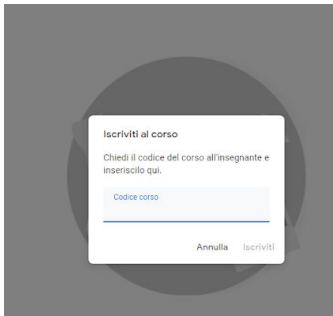 Iscriviti al corso
Chiedi il codice del corso all'insegnante e
inseriscilo qui.
Codice corso
Annulla Iscriviti